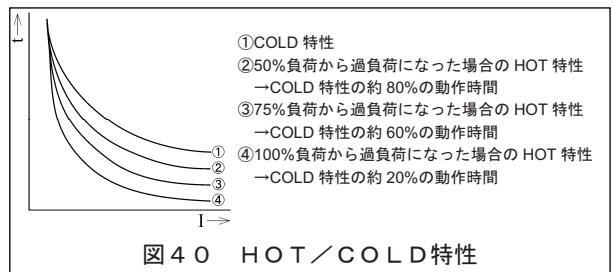 t→
①COLD 特性
②50%負荷から過負荷になった場合の HOT 特性
→COLD 特性の約 80%の動作時間
③75%負荷から過負荷になった場合の HOT 特性
→COLD 特性の約 60%の動作時間
④100%負荷から過負荷になった場合の HOT 特性
→COLD 特性の約 20%の動作時間
①
②
③
④
I→
図40 HOT/COLD特性